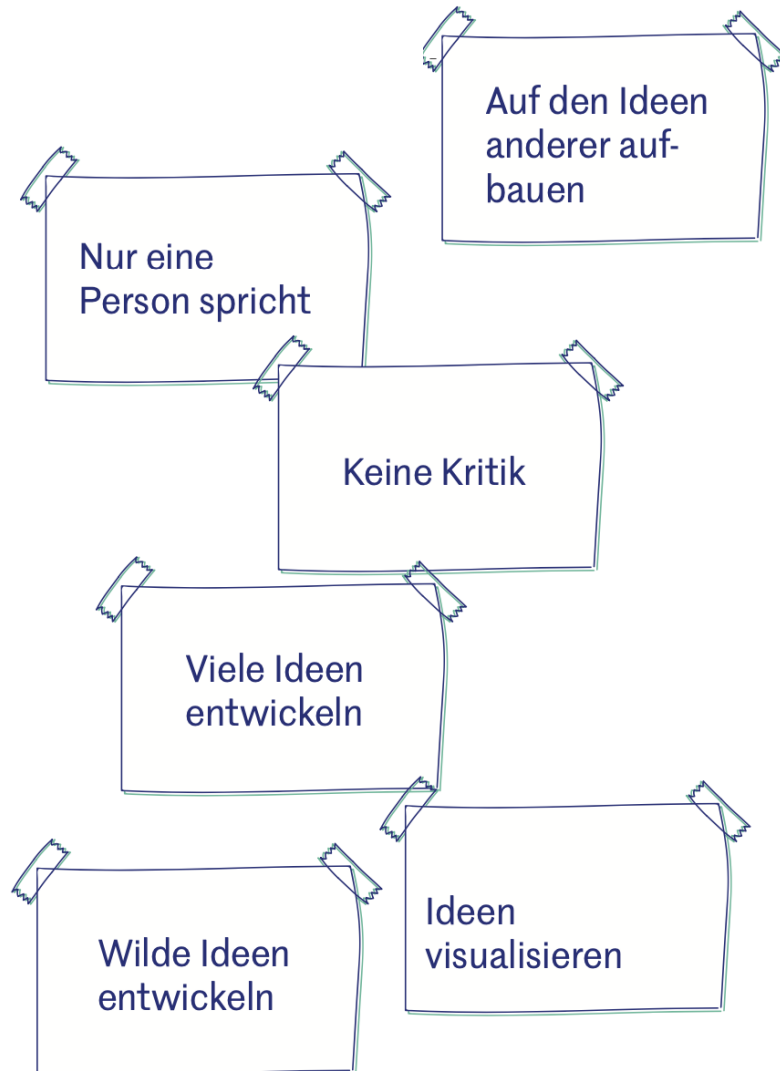 Auf den Ideen
anderer auf-
bauen
Nur eine
Person spricht
Keine Kritik
Viele Ideen
entwickeln
Ideen
visualisieren
Wilde Ideen
entwickeln